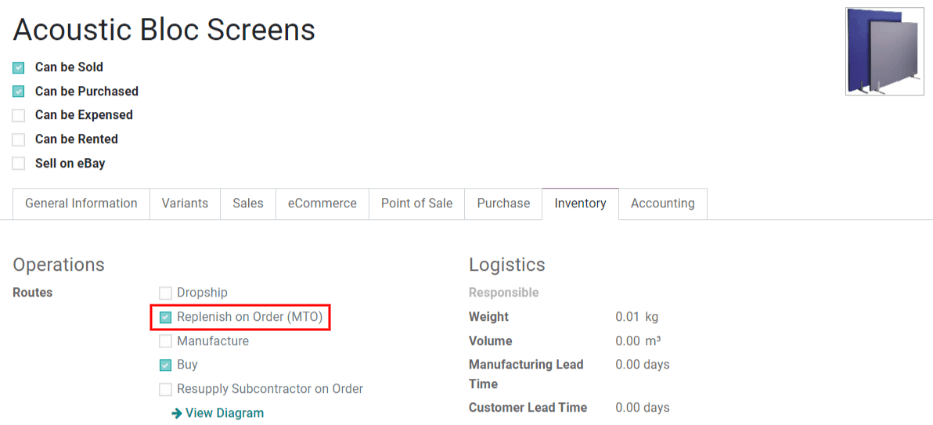 Acoustic Bloc Screens
Can be Sold
Can be Purchased
Can be Expensed
Can be Rented
Sell on eBay
General Information Variants Sales eCommerce Point of Sale Purchase Inventory Accounting
Operations
Routes
Dropship
Replenish on Order (MTO)
Manufacture
Buy
Resupply Subcontractor on Order
View Diagram
Logistics
Responsible
Weight 0.01 kg
Volume 0.00 m³
Manufacturing Lead 0.00 days
Time
Customer Lead Time 0.00 days